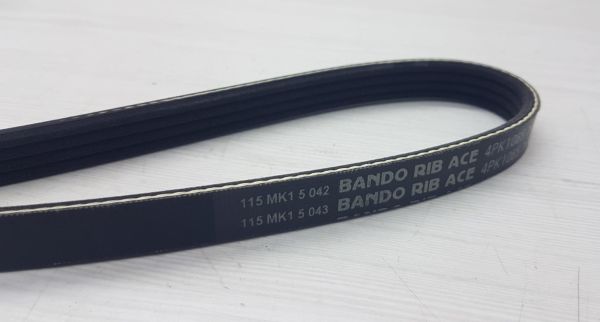 115 MK1 5 042 BANDO RIB ACE
115 MK1 5 043 BANDO RIB ACE